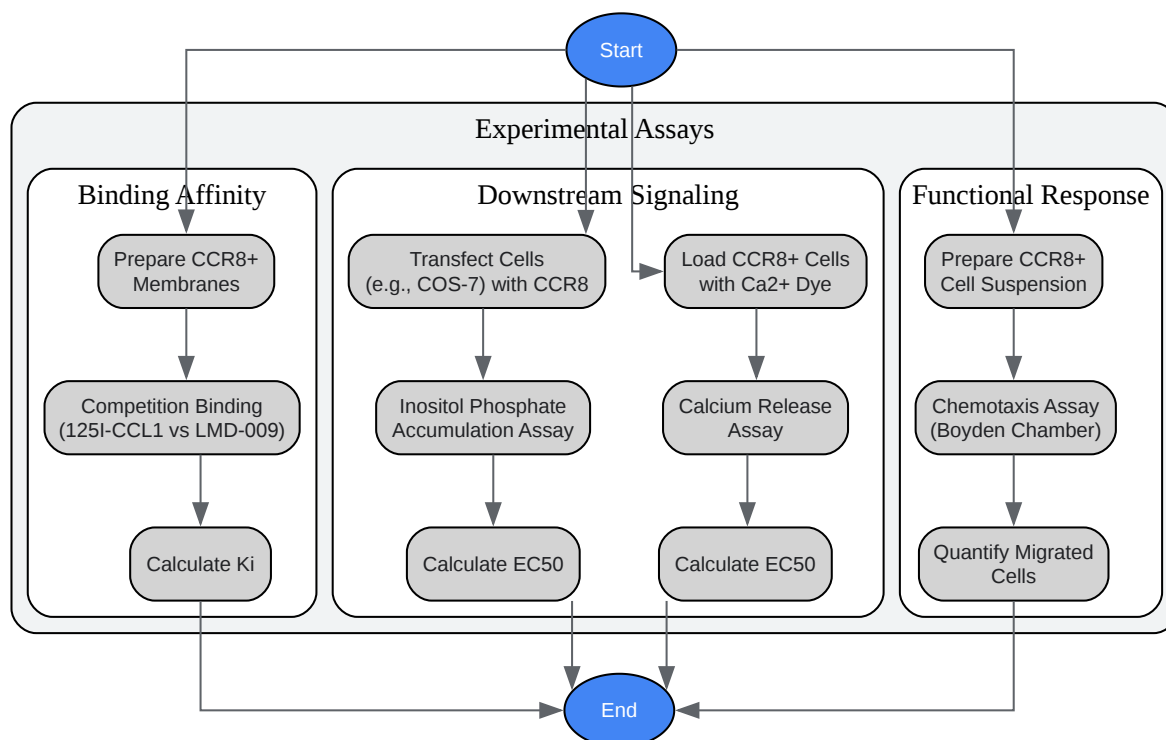 Start
Experimental Assays
Binding Affinity
Prepare CCR8+
Membranes
Competition Binding
(125I-CCL1 vs LMD-009)
Calculate Ki
Downstream Signaling
Transfect Cells
(e.g., COS-7) with CCR8
Inositol Phosphate
Accumulation Assay
Calculate EC50
Load CCR8+ Cells
with Ca2+ Dye
Calcium Release
Assay
Calculate EC50
Functional Response
Prepare CCR8+
Cell Suspension
Chemotaxis Assay
(Boyden Chamber)
Quantify Migrated
Cells
End